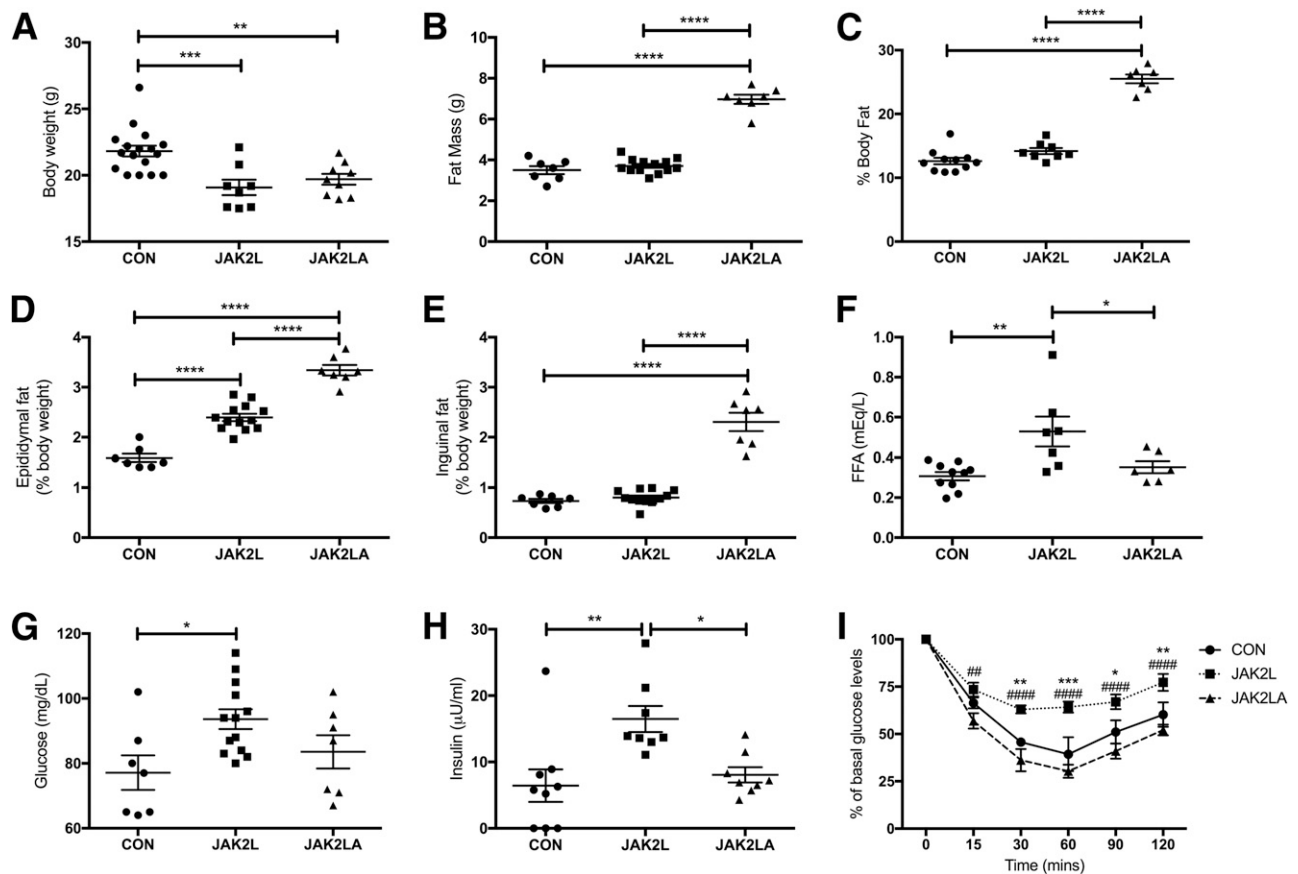 A
Body weight (g)
30
25
20
15
**
***
CON
JAK2L
JAK2LA
B
Fat Mass (g)
10
8
6
4
2
0
****
****
CON
JAK2L
JAK2LA
C
% Body Fat
30
20
10
0
****
****
CON
JAK2L
JAK2LA
D
Epididymal fat
(% body weight)
4
3
2
1
0
****
****
****
CON
JAK2L
JAK2LA
E
Inguinal fat
(% body weight)
4
3
2
1
0
****
****
CON
JAK2L
JAK2LA
F
FFA (mEq/L)
1.0
0.8
0.6
0.4
0.2
0.0
*
**
CON
JAK2L
JAK2LA
G
Glucose (mg/dL)
120
100
80
60
*
CON
JAK2L
JAK2LA
H
Insulin (μU/ml)
30
20
10
0
**
*
CON
JAK2L
JAK2LA
I
% of basal glucose levels
100
75
50
25
0
##
**
####
***
####
*
####
**
####
0
15
30
60
90
120
Time (mins)
CON
JAK2L
JAK2LA